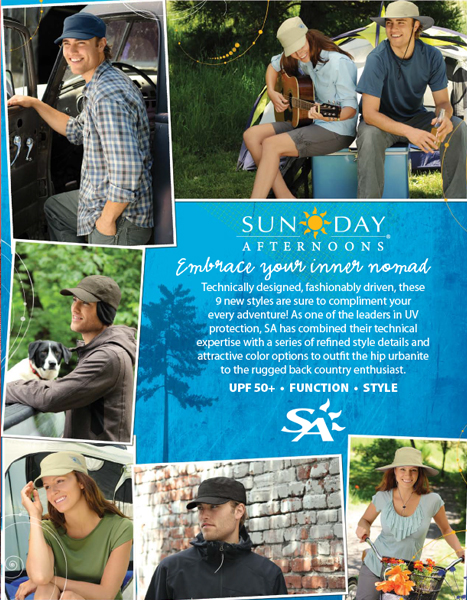 SUN DAY
AFTERNOONS®
Embrace your inner nomad
Technically designed, fashionably driven, these
9 new styles are sure to compliment your
every adventure! As one of the leaders in UV
protection, SA has combined their technical
expertise with a series of refined style details and
attractive color options to outfit the hip urbanite
to the rugged back country enthusiast.
UPF 50+ • FUNCTION • STYLE
SA